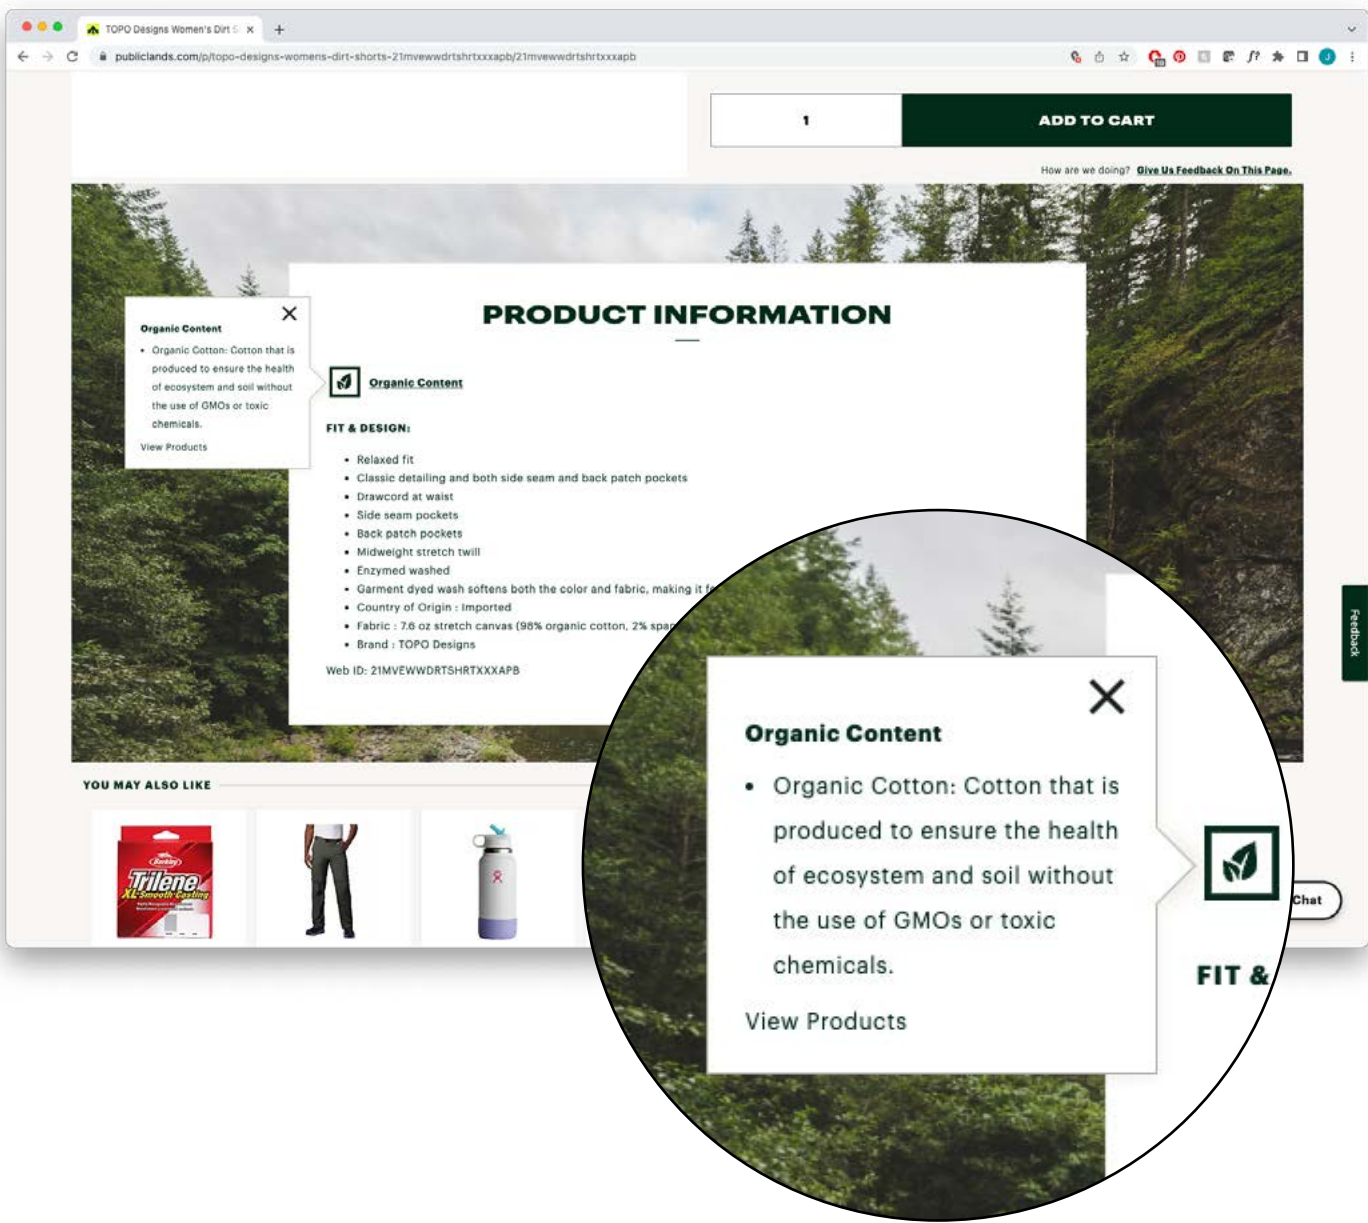 TOPO Designs Women's Dirt S
publiclands.com/p/topo-designs-womens-dirt-shorts-21mvewwdrtshrtxxxapb/21mvewwdrtshrtxxxapb
1
ADD TO CART
How are we doing? Give Us Feedback On This Page.
PRODUCT INFORMATION
Organic Content
• Organic Cotton: Cotton that is
produced to ensure the health
of ecosystem and soil without
the use of GMOs or toxic
chemicals.
View Products
Organic Content
FIT & DESIGN:
• Relaxed fit
• Classic detailing and both side seam and back patch pockets
• Drawcord at waist
• Side seam pockets
• Back patch pockets
• Midweight stretch twill
• Enzymed washed
• Garment dyed wash softens both the color and fabric, making it fe
• Country of Origin : Imported
• Fabric : 7.6 oz stretch canvas (98% organic cotton, 2% span
• Brand : TOPO Designs
Web ID: 21MVEWWDRTSHRTXXXAPB
Feedback
YOU MAY ALSO LIKE
Berkley
Trilene
XL Smooth Casting
Chat
Organic Content
• Organic Cotton: Cotton that is
produced to ensure the health
of ecosystem and soil without
the use of GMOs or toxic
chemicals.
View Products
FIT &